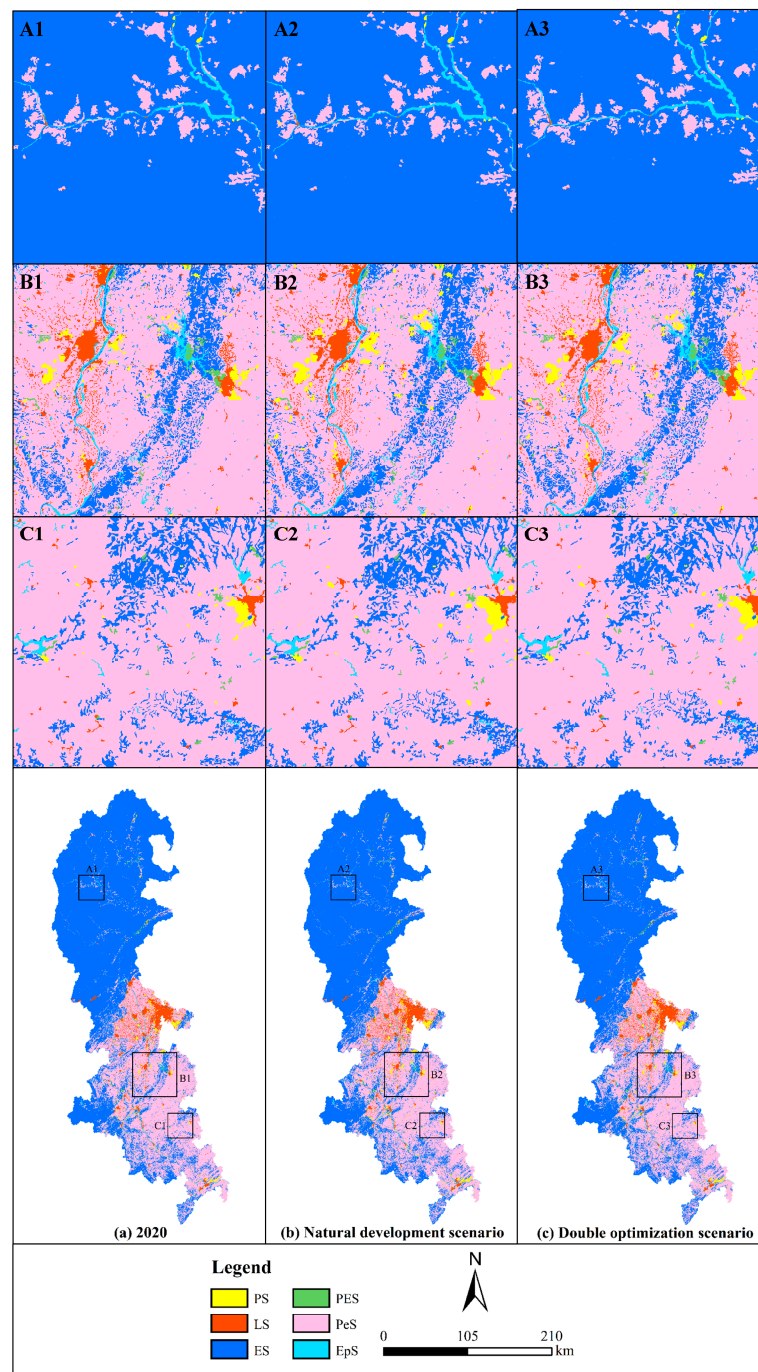 A1 A2 A3
B1 B2 B3
C1 C2 C3
A1 A2 A3
B1 B2 B3
C1 C2 C3
(a) 2020 (b) Natural development scenario (c) Double optimization scenario
Legend
N
PS PES
LS PeS
ES EpS
0 105 210
km